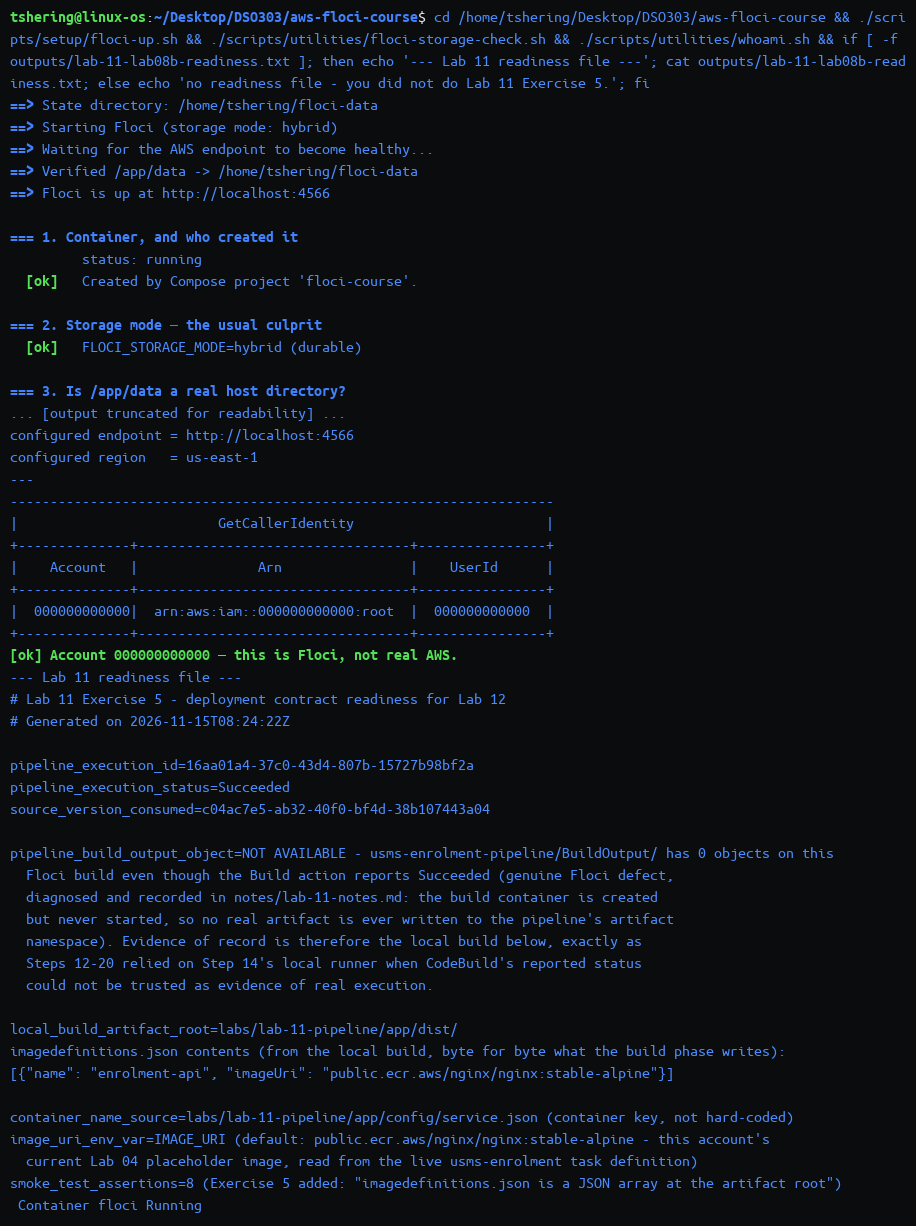 tshering@linux-os:~/Desktop/DSO303/aws-floci-course$ cd /home/tshering/Desktop/DSO303/aws-floci-course && ./scri
pts/setup/floci-up.sh && ./scripts/utilities/floci-storage-check.sh && ./scripts/utilities/whoami.sh && if [ -f
outputs/lab-11-lab08b-readiness.txt ]; then echo '--- Lab 11 readiness file ---'; cat outputs/lab-11-lab08b-read
iness.txt; else echo 'no readiness file - you did not do Lab 11 Exercise 5.'; fi
==> State directory: /home/tshering/floci-data
==> Starting Floci (storage mode: hybrid)
==> Waiting for the AWS endpoint to become healthy...
==> Verified /app/data -> /home/tshering/floci-data
==> Floci is up at http://localhost:4566

=== 1. Container, and who created it
         status: running
  [ok]   Created by Compose project 'floci-course'.

=== 2. Storage mode — the usual culprit
  [ok]   FLOCI_STORAGE_MODE=hybrid (durable)

=== 3. Is /app/data a real host directory?
... [output truncated for readability] ...
configured endpoint = http://localhost:4566
configured region   = us-east-1
---
--------------------------------------------------------------------
|                         GetCallerIdentity                        |
+--------------+----------------------------------+----------------+
|    Account   |               Arn                |    UserId      |
+--------------+----------------------------------+----------------+
|  000000000000|  arn:aws:iam::000000000000:root  |  000000000000  |
+--------------+----------------------------------+----------------+
[ok] Account 000000000000 — this is Floci, not real AWS.
--- Lab 11 readiness file ---
# Lab 11 Exercise 5 - deployment contract readiness for Lab 12
# Generated on 2026-11-15T08:24:22Z

pipeline_execution_id=16aa01a4-37c0-43d4-807b-15727b98bf2a
pipeline_execution_status=Succeeded
source_version_consumed=c04ac7e5-ab32-40f0-bf4d-38b107443a04

pipeline_build_output_object=NOT AVAILABLE - usms-enrolment-pipeline/BuildOutput/ has 0 objects on this
  Floci build even though the Build action reports Succeeded (genuine Floci defect,
  diagnosed and recorded in notes/lab-11-notes.md: the build container is created
  but never started, so no real artifact is ever written to the pipeline's artifact
  namespace). Evidence of record is therefore the local build below, exactly as
  Steps 12-20 relied on Step 14's local runner when CodeBuild's reported status
  could not be trusted as evidence of real execution.

local_build_artifact_root=labs/lab-11-pipeline/app/dist/
imagedefinitions.json contents (from the local build, byte for byte what the build phase writes):
[{"name": "enrolment-api", "imageUri": "public.ecr.aws/nginx/nginx:stable-alpine"}]

container_name_source=labs/lab-11-pipeline/app/config/service.json (container key, not hard-coded)
image_uri_env_var=IMAGE_URI (default: public.ecr.aws/nginx/nginx:stable-alpine - this account's
  current Lab 04 placeholder image, read from the live usms-enrolment task definition)
smoke_test_assertions=8 (Exercise 5 added: "imagedefinitions.json is a JSON array at the artifact root")
 Container floci Running